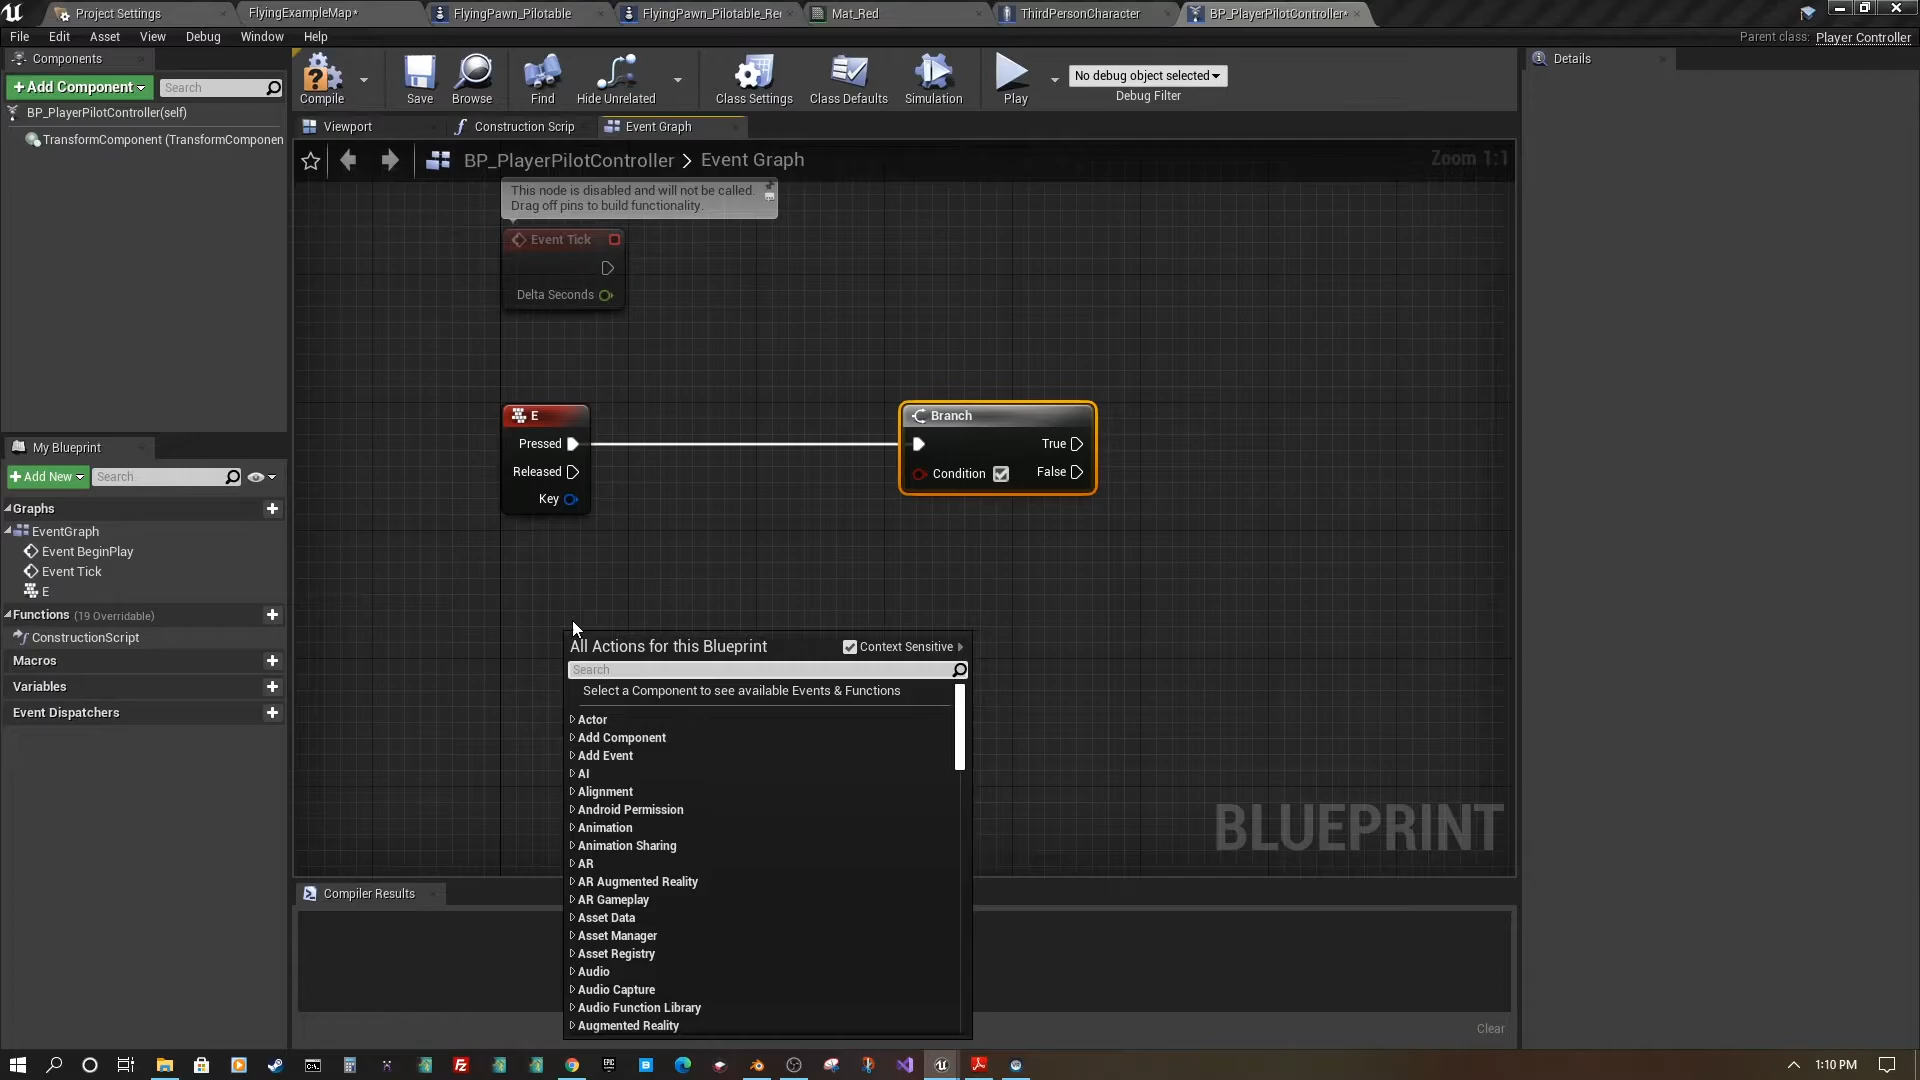 Project Settings
FlyingExampleMap*
FlyingPawn_Pilotable
FlyingPawn_Pilotable_Re
Mat_Red
ThirdPersonCharacter
BP_PlayerPilotController*
File Edit Asset View Debug Window Help
Parent class: Player Controller
Components
+Add Component
Search
BP_PlayerPilotController(self)
TransformComponent (TransformComponen
Compile
Save
Browse
Find
Hide Unrelated
Class Settings
Class Defaults
Simulation
Play
No debug object selected
Debug Filter
Details
Viewport
Construction Scrip
Event Graph
BP_PlayerPilotController > Event Graph
Zoom 1:1
This node is disabled and will not be called.
Drag off pins to build functionality.
Event Tick
Delta Seconds
E
Pressed
Released
Key
Branch
True
Condition
False
My Blueprint
+Add New
Search
Graphs
EventGraph
Event BeginPlay
Event Tick
E
Functions (19 Overridable)
ConstructionScript
Macros
Variables
Event Dispatchers
All Actions for this Blueprint
Context Sensitive
Search
Select a Component to see available Events & Functions
Actor
Add Component
Add Event
AI
Alignment
Android Permission
Animation
Animation Sharing
AR
AR Augmented Reality
AR Gameplay
Asset Data
Asset Manager
Asset Registry
Audio
Audio Capture
Audio Function Library
Augmented Reality
BLUEPRINT
Compiler Results
Clear
1:10 PM